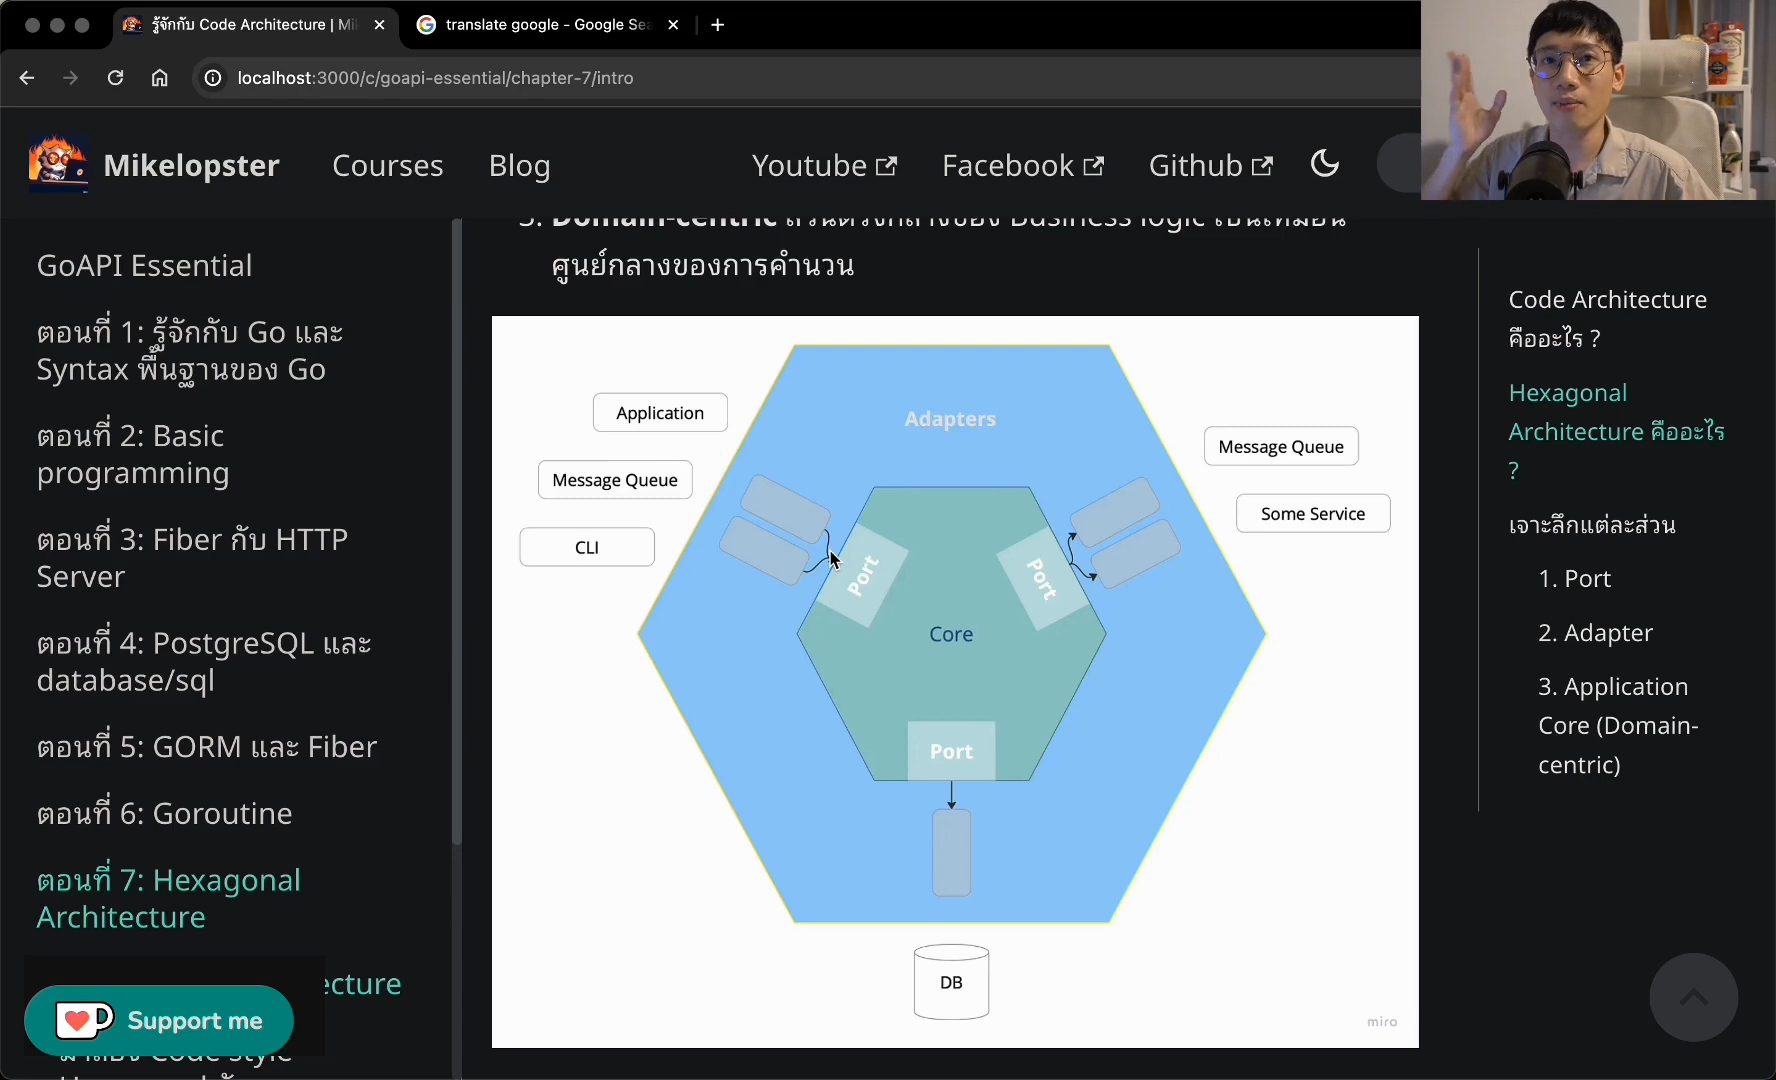 รู้จักกับ Code Architecture | Mi
translate google - Google Sea
localhost:3000/c/goapi-essential/chapter-7/intro
Mikelopster
Courses
Blog
Youtube
Facebook
Github
GoAPI Essential
ตอนที่ 1: รู้จักกับ Go และ
Syntax พื้นฐานของ Go
ตอนที่ 2: Basic
programming
ตอนที่ 3: Fiber กับ HTTP
Server
ตอนที่ 4: PostgreSQL และ
database/sql
ตอนที่ 5: GORM และ Fiber
ตอนที่ 6: Goroutine
ตอนที่ 7: Hexagonal
Architecture
ecture
Support me
Code Style
3. Domain-centric Business logic
ศูนย์กลางของการคำนวน
Application
Message Queue
CLI
Adapters
Message Queue
Some Service
Port
Port
Core
Port
DB
miro
Code Architecture
คืออะไร ?
Hexagonal
Architecture คืออะไร
?
เจาะลึกแต่ละส่วน
1. Port
2. Adapter
3. Application
Core (Domain-
centric)